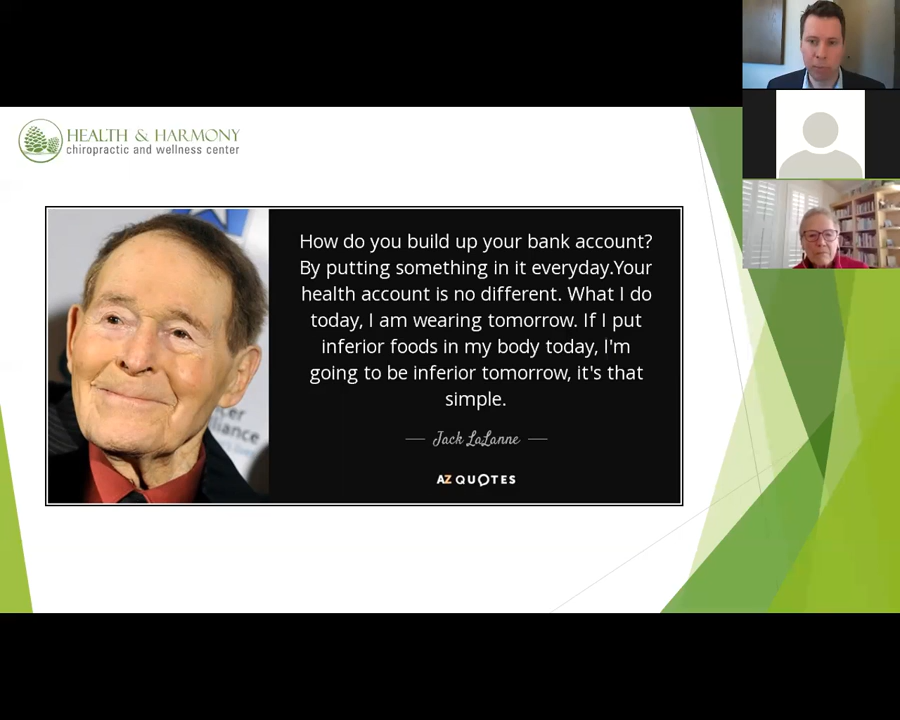 HEALTH & HARMONY
chiropractic and wellness center
How do you build up your bank account?
By putting something in it everyday.Your
health account is no different. What I do
today, I am wearing tomorrow. If I put
inferior foods in my body today, I'm
going to be inferior tomorrow, it's that
simple.
Jack LaLanne
AZ QUOTES